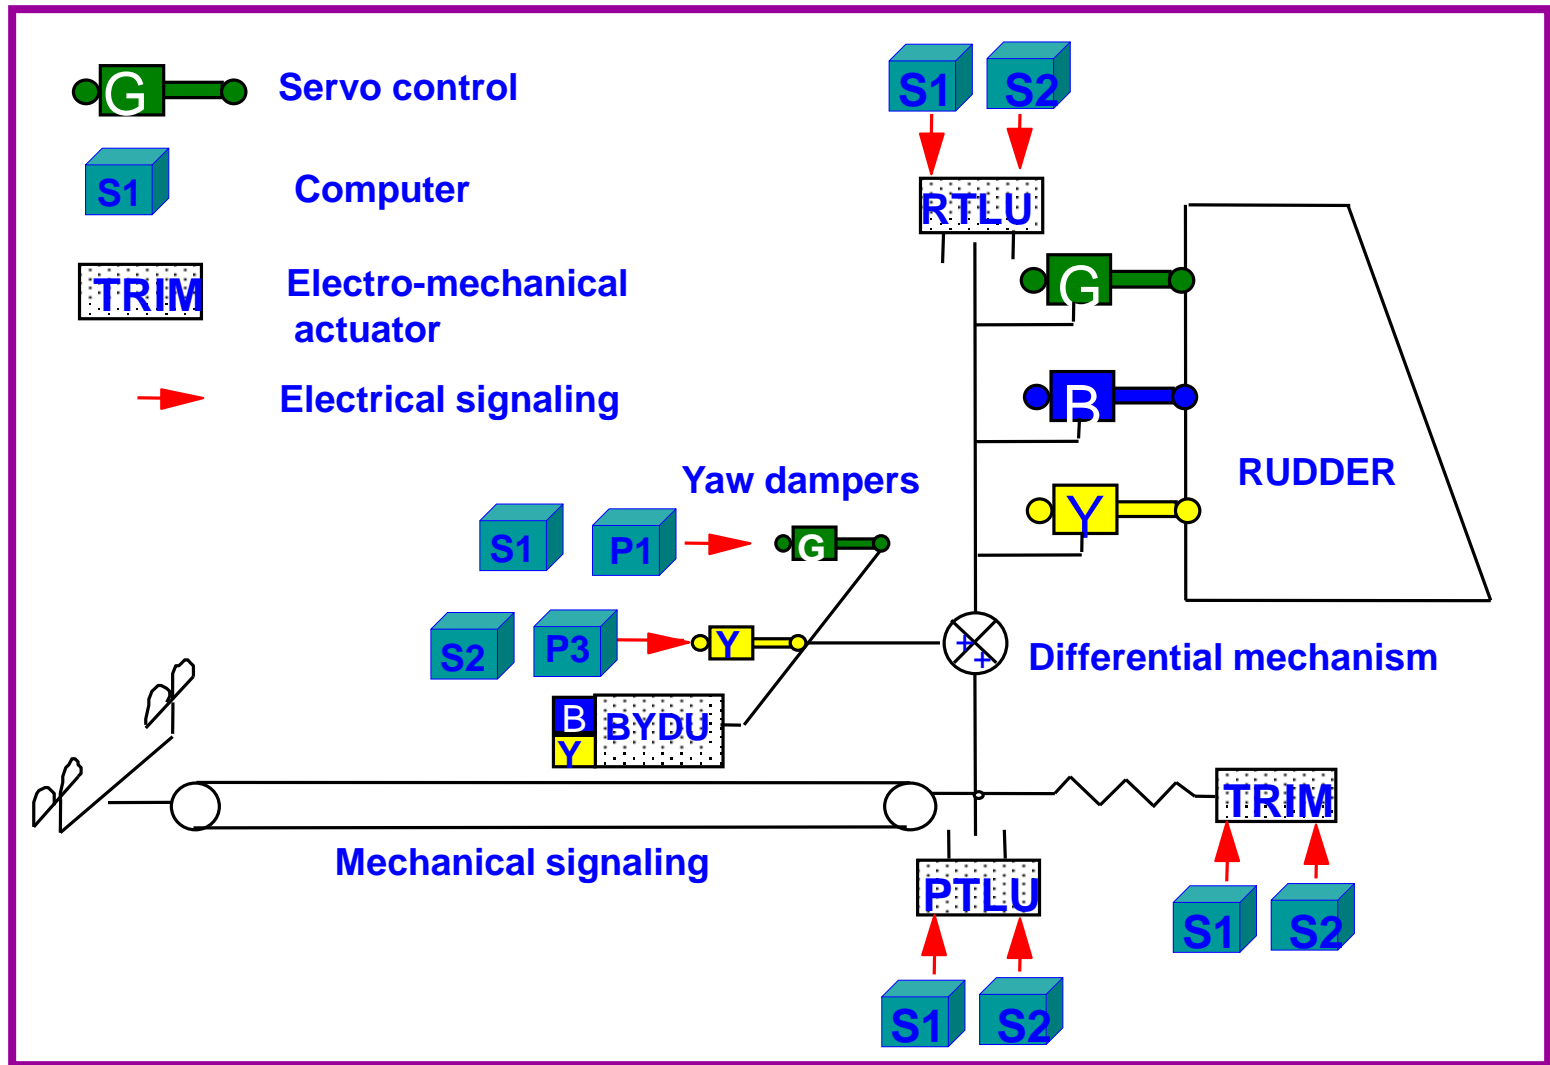 G
Servo control
S1
Computer
TRIM
Electro-mechanical
actuator
Electrical signaling
S1 S2
RTLU
G
B
Y
RUDDER
Yaw dampers
S1 P1 G
S2 P3 Y
+
+
Differential mechanism
B
Y
BYDU
Mechanical signaling
TRIM
S1 S2
PTLU
S1 S2